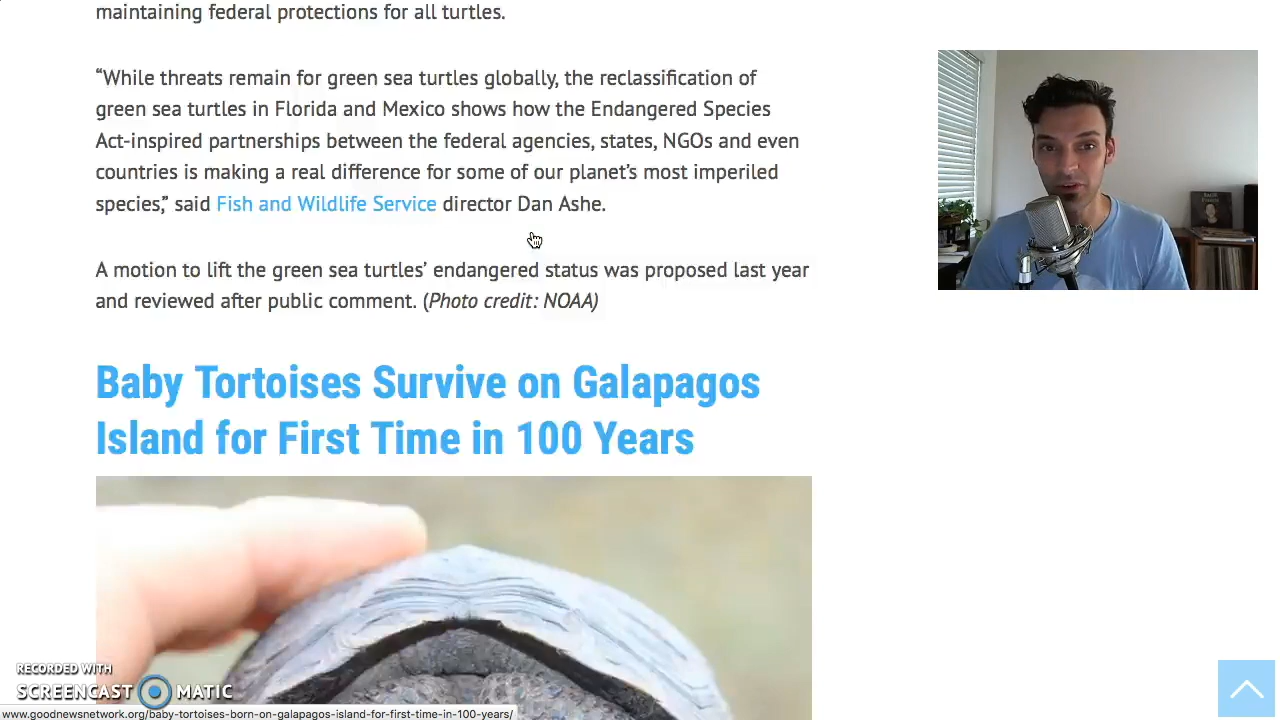 maintaining federal protections for all turtles.
“While threats remain for green sea turtles globally, the reclassification of
green sea turtles in Florida and Mexico shows how the Endangered Species
Act-inspired partnerships between the federal agencies, states, NGOs and even
countries is making a real difference for some of our planet’s most imperiled
species,” said Fish and Wildlife Service director Dan Ashe.
A motion to lift the green sea turtles’ endangered status was proposed last year
and reviewed after public comment. (Photo credit: NOAA)
Baby Tortoises Survive on Galapagos
Island for First Time in 100 Years
RECORDED WITH
SCREENCAST MATIC
www.goodnewsnetwork.org/baby-tortoises-born-on-galapagos-island-for-first-time-in-100-years/